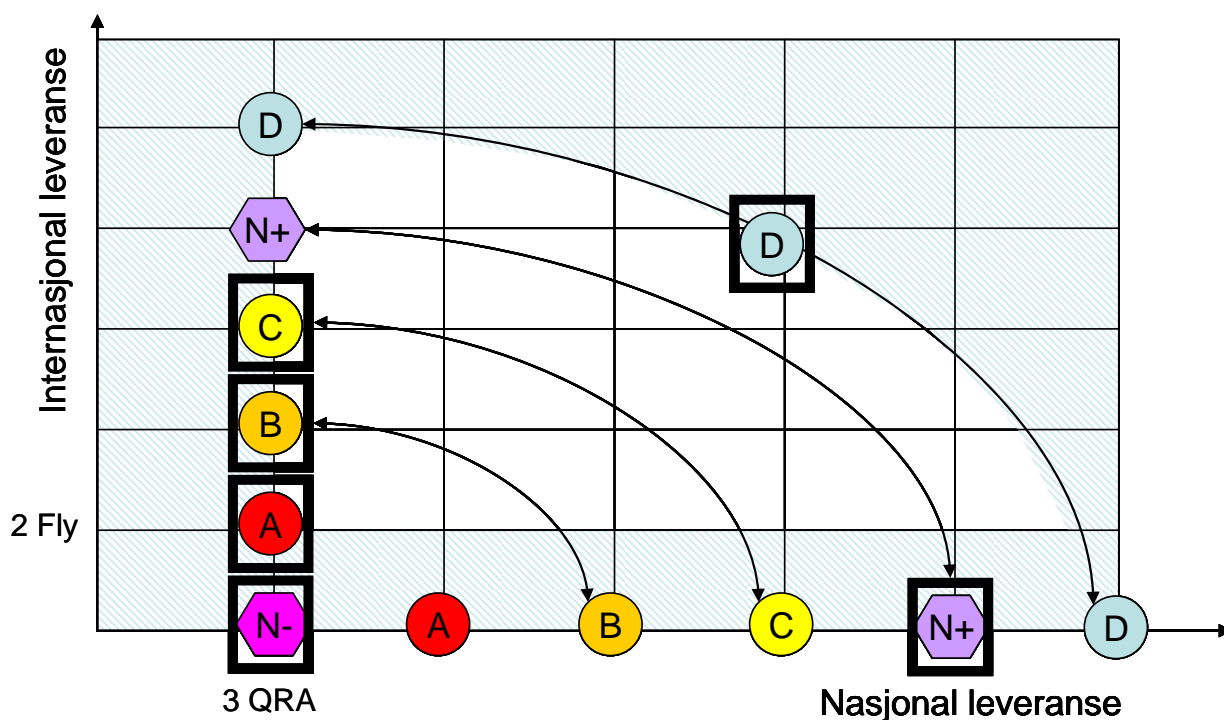 Internasjonal leveranse
D
N+
D
C
B
2 Fly
A
N-
A
B
C
N+
D
3 QRA
Nasjonal leveranse